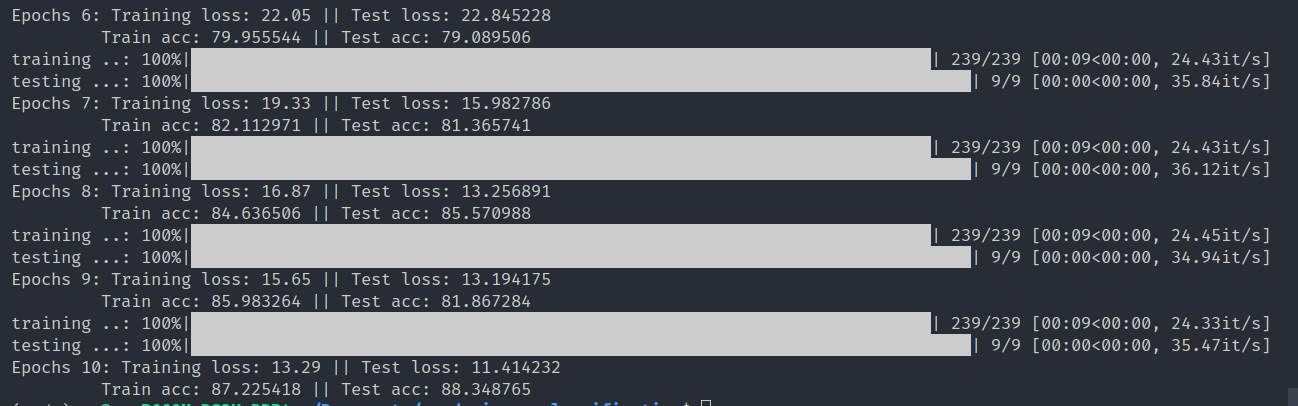 Epochs 6: Training loss: 22.05 || Test loss: 22.845228
Train acc: 79.955544 || Test acc: 79.089506
training ..: 100%| | 239/239 [00:09<00:00, 24.43it/s]
testing ...: 100%| | 9/9 [00:00<00:00, 35.84it/s]
Epochs 7: Training loss: 19.33 || Test loss: 15.982786
Train acc: 82.112971 || Test acc: 81.365741
training ..: 100%| | 239/239 [00:09<00:00, 24.43it/s]
testing ...: 100%| | 9/9 [00:00<00:00, 36.12it/s]
Epochs 8: Training loss: 16.87 || Test loss: 13.256891
Train acc: 84.636506 || Test acc: 85.570988
training ..: 100%| | 239/239 [00:09<00:00, 24.45it/s]
testing ...: 100%| | 9/9 [00:00<00:00, 34.94it/s]
Epochs 9: Training loss: 15.65 || Test loss: 13.194175
Train acc: 85.983264 || Test acc: 81.867284
training ..: 100%| | 239/239 [00:09<00:00, 24.33it/s]
testing ...: 100%| | 9/9 [00:00<00:00, 35.47it/s]
Epochs 10: Training loss: 13.29 || Test loss: 11.414232
Train acc: 87.225418 || Test acc: 88.348765